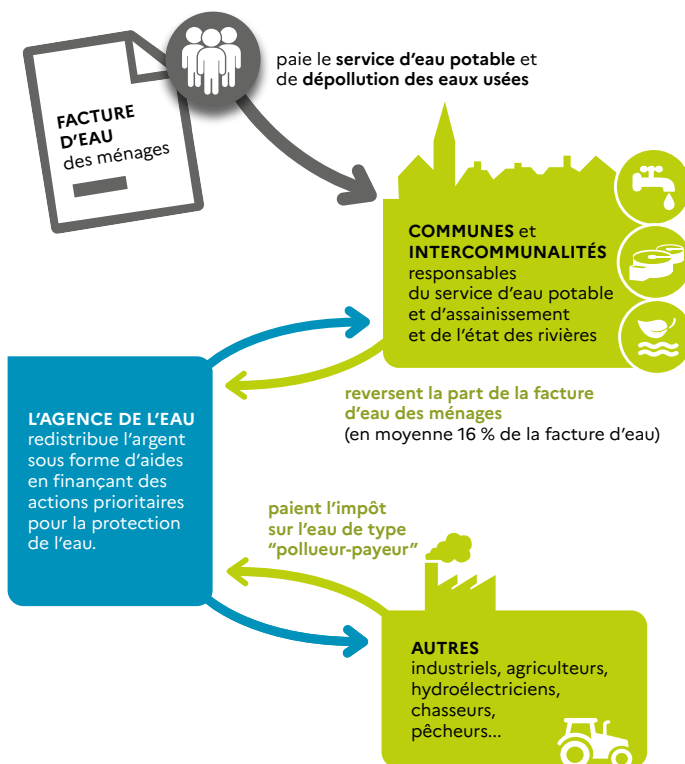 paie le service d'eau potable et
de dépollution des eaux usées
FACTURE
D'EAU
des ménages
COMMUNES et
INTERCOMMUNALITÉS
responsables
du service d'eau potable
et d'assainissement
et de l'état des rivières
reversent la part de la facture
d'eau des ménages
(en moyenne 16 % de la facture d'eau)
L'AGENCE DE L'EAU
redistribue l'argent
sous forme d'aides
en finançant des
actions prioritaires
pour la protection
de l'eau.
paient l'impôt
sur l'eau de type
“pollueur-payeur”
AUTRES
industriels, agriculteurs,
hydroélectriciens,
chasseurs,
pêcheurs...